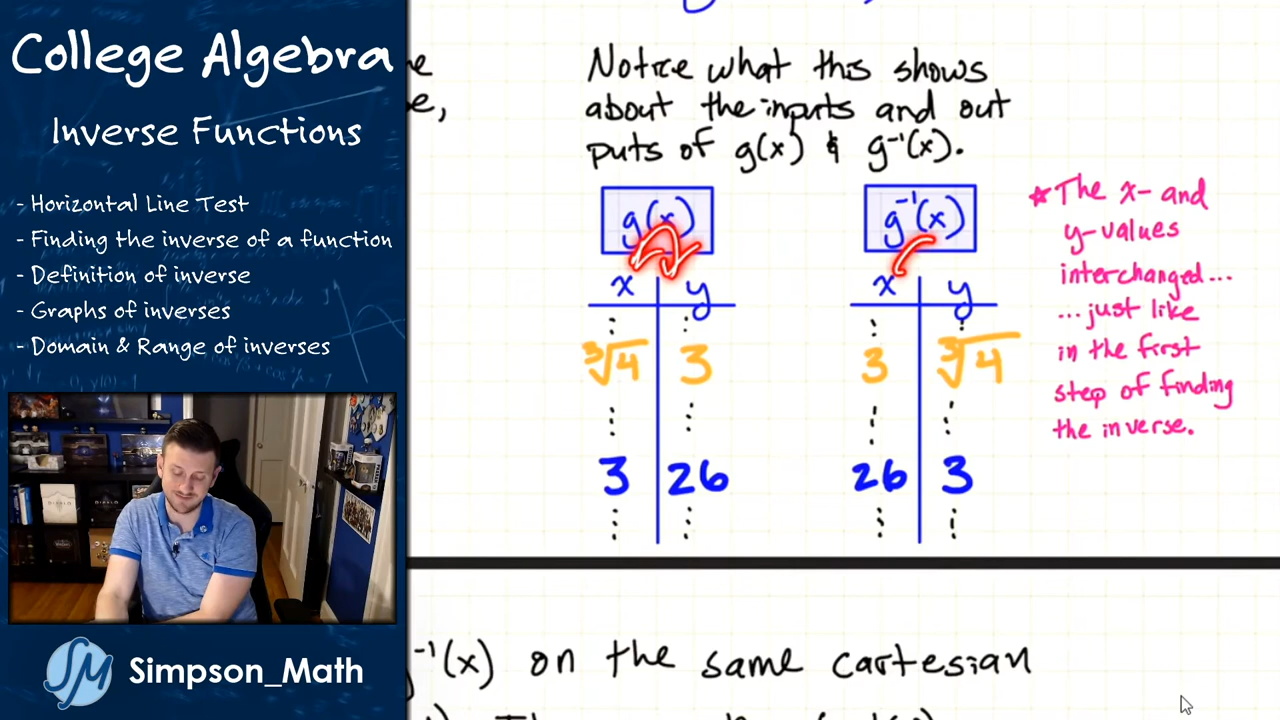 College Algebra
Inverse Functions
- Horizontal Line Test
- Finding the inverse of a function
- Definition of inverse
- Graphs of inverses
- Domain & Range of inverses
SM Simpson_Math
Notice what this shows
about the inputs and out
puts of g(x) & g⁻¹(x).
g(x)
x y
⋮ ⋮
∛4 3
⋮ ⋮
3 26
⋮ ⋮
g⁻¹(x)
x y
⋮ ⋮
3 ∛4
⋮ ⋮
26 3
⋮ ⋮
★ The x- and
y-values
interchanged...
...just like
in the first
step of finding
the inverse.
⁻¹(x) on the same cartesian